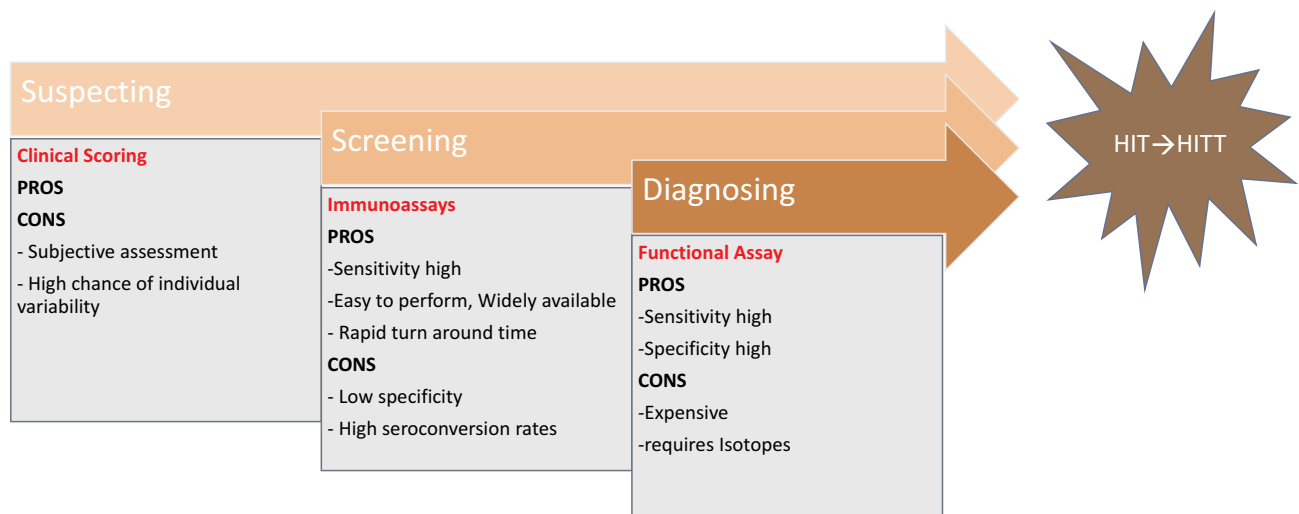 Suspecting
Clinical Scoring
PROS
CONS
- Subjective assessment
- High chance of individual
variability
Screening
Immunoassays
PROS
-Sensitivity high
-Easy to perform, Widely available
- Rapid turn around time
CONS
- Low specificity
- High seroconversion rates
Diagnosing
Functional Assay
PROS
-Sensitivity high
-Specificity high
CONS
-Expensive
-requires Isotopes
HIT→HITT